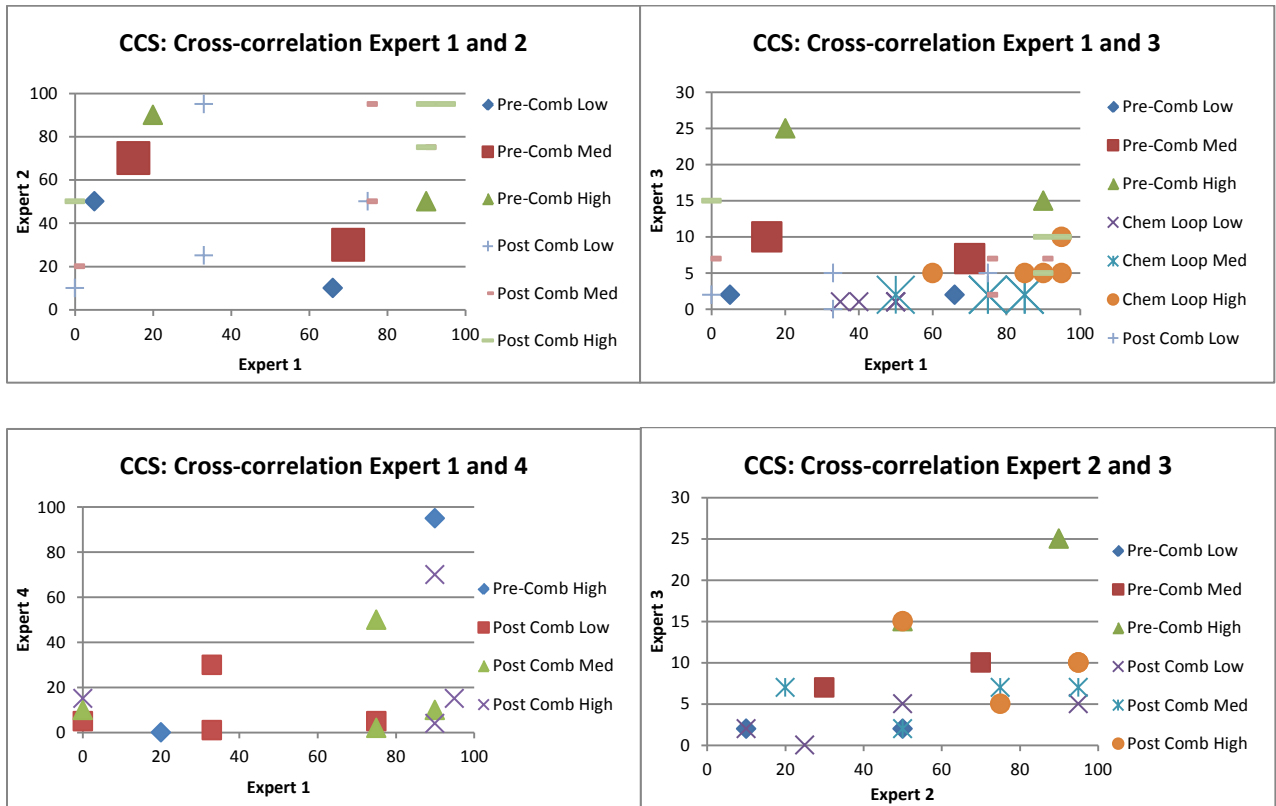 CCS: Cross-correlation Expert 1 and 2
100
80
60
40
20
0
0 20 40 60 80 100
Expert 2
Expert 1
Pre-Comb Low
Pre-Comb Med
Pre-Comb High
Post Comb Low
Post Comb Med
Post Comb High
CCS: Cross-correlation Expert 1 and 3
30
25
20
15
10
5
0
0 20 40 60 80 100
Expert 3
Expert 1
Pre-Comb Low
Pre-Comb Med
Pre-Comb High
Chem Loop Low
Chem Loop Med
Chem Loop High
Post Comb Low
CCS: Cross-correlation Expert 1 and 4
100
80
60
40
20
0
0 20 40 60 80 100
Expert 4
Expert 1
Pre-Comb High
Post Comb Low
Post Comb Med
Post Comb High
CCS: Cross-correlation Expert 2 and 3
30
25
20
15
10
5
0
0 20 40 60 80 100
Expert 3
Expert 2
Pre-Comb Low
Pre-Comb Med
Pre-Comb High
Post Comb Low
Post Comb Med
Post Comb High